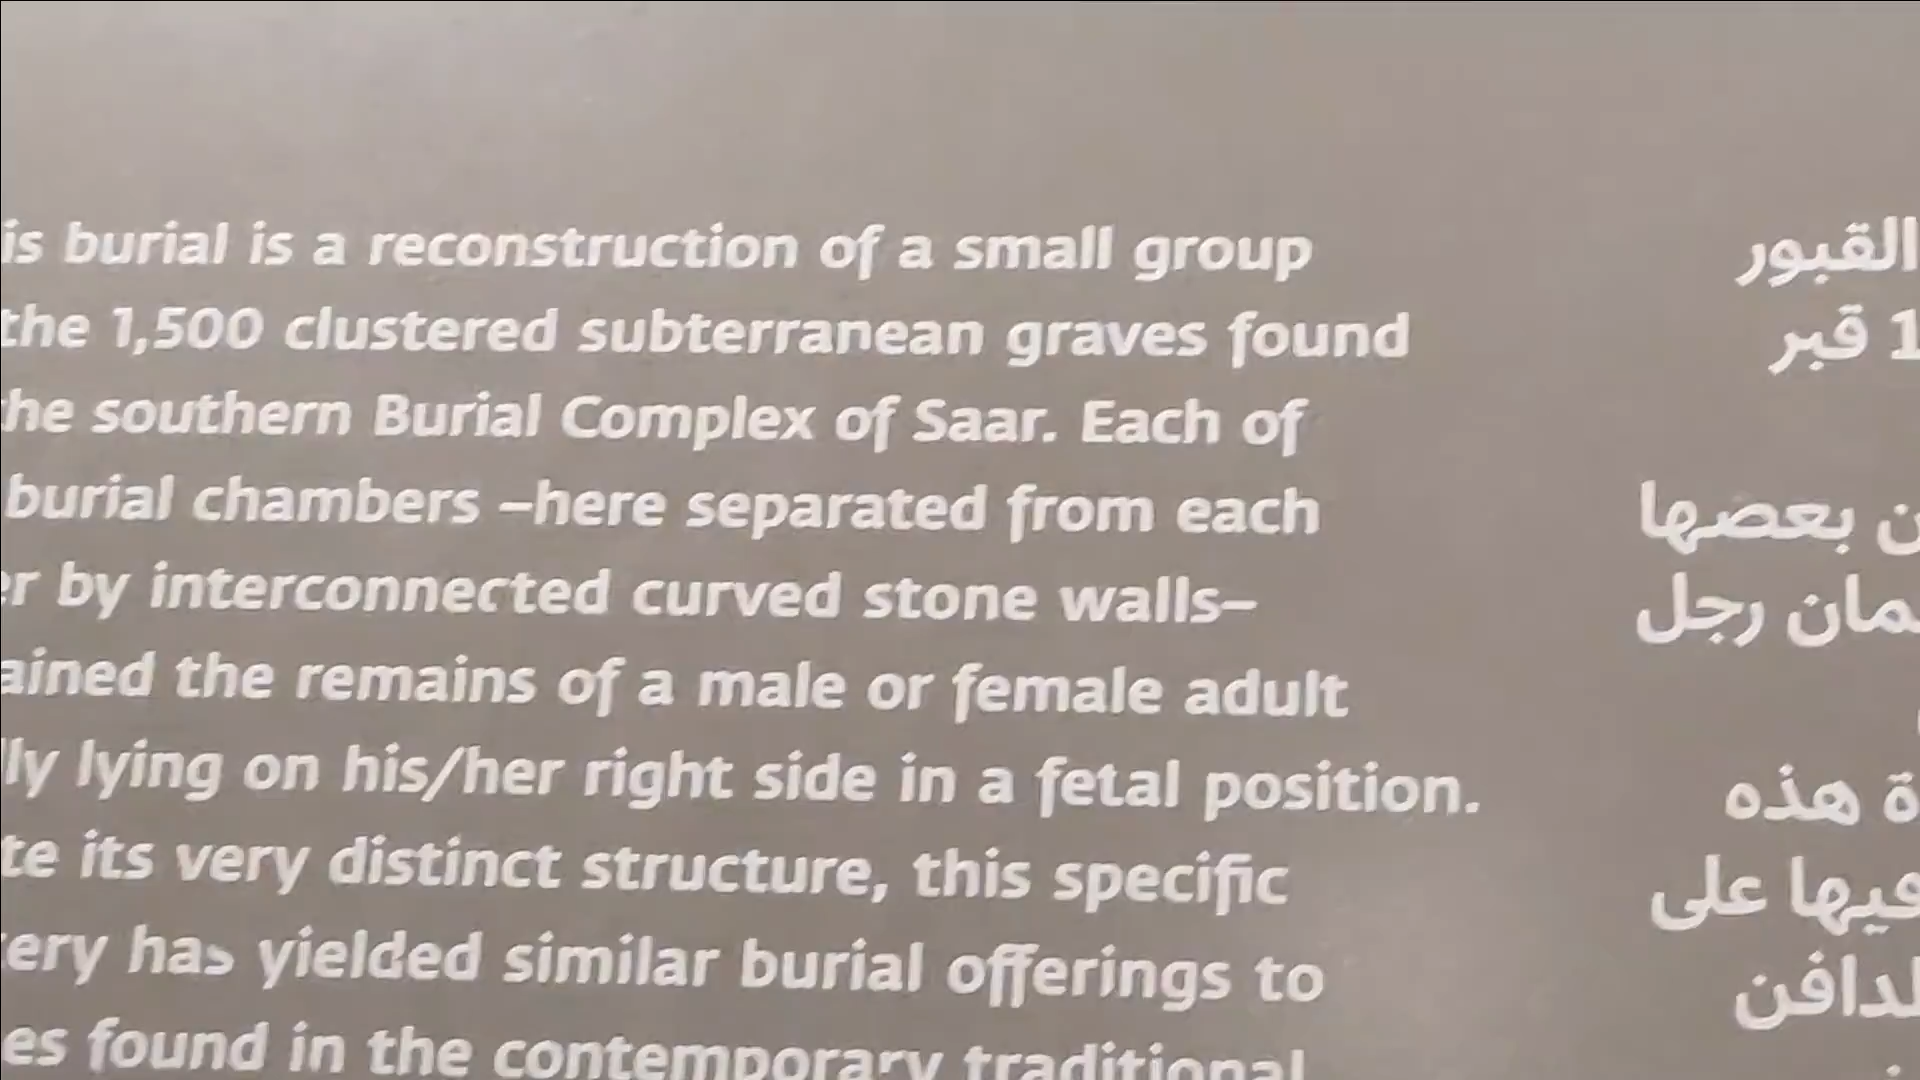 is burial is a reconstruction of a small group
the 1,500 clustered subterranean graves found
the southern Burial Complex of Saar. Each of
burial chambers –here separated from each
er by interconnected curved stone walls–
ained the remains of a male or female adult
lly lying on his/her right side in a fetal position.
te its very distinct structure, this specific
ery has yielded similar burial offerings to
es found in the contemporary traditional
القبور
1 قبر
ن بعضها
مان رجل
ة هذه
فيها على
لدافن